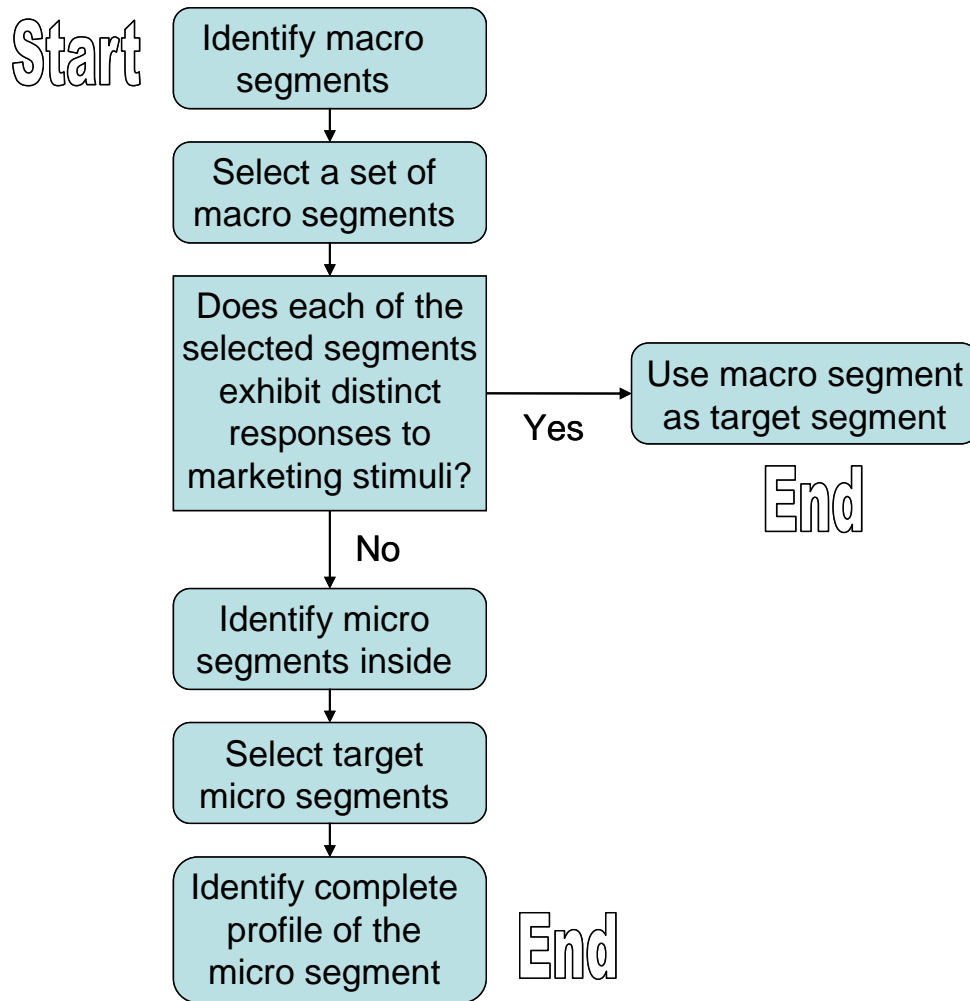 Start
Identify macro
segments
Select a set of
macro segments
Does each of the
selected segments
exhibit distinct
responses to
marketing stimuli?
Yes
Use macro segment
as target segment
End
No
Identify micro
segments inside
Select target
micro segments
Identify complete
profile of the
micro segment
End